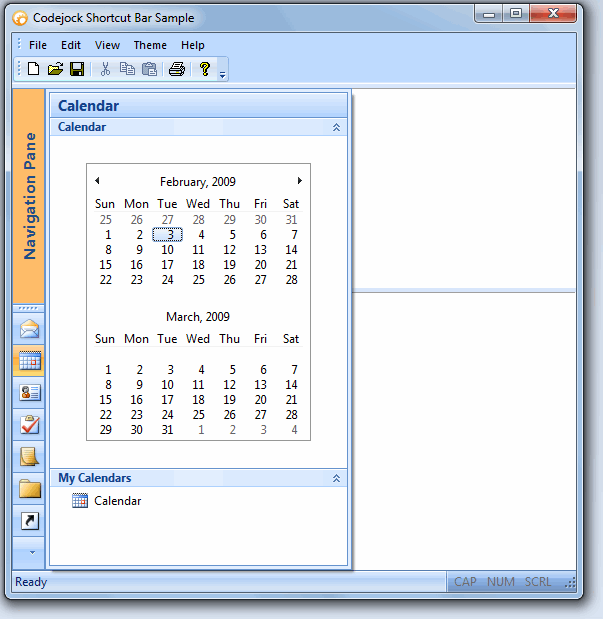 Codejock Shortcut Bar Sample
File Edit View Theme Help
Navigation Pane
Calendar
Calendar
February, 2009
Sun Mon Tue Wed Thu Fri Sat
25 26 27 28 29 30 31
1 2 3 4 5 6 7
8 9 10 11 12 13 14
15 16 17 18 19 20 21
22 23 24 25 26 27 28
March, 2009
Sun Mon Tue Wed Thu Fri Sat
1 2 3 4 5 6 7
8 9 10 11 12 13 14
15 16 17 18 19 20 21
22 23 24 25 26 27 28
29 30 31 1 2 3 4
My Calendars
Calendar
Ready CAP NUM SCRL